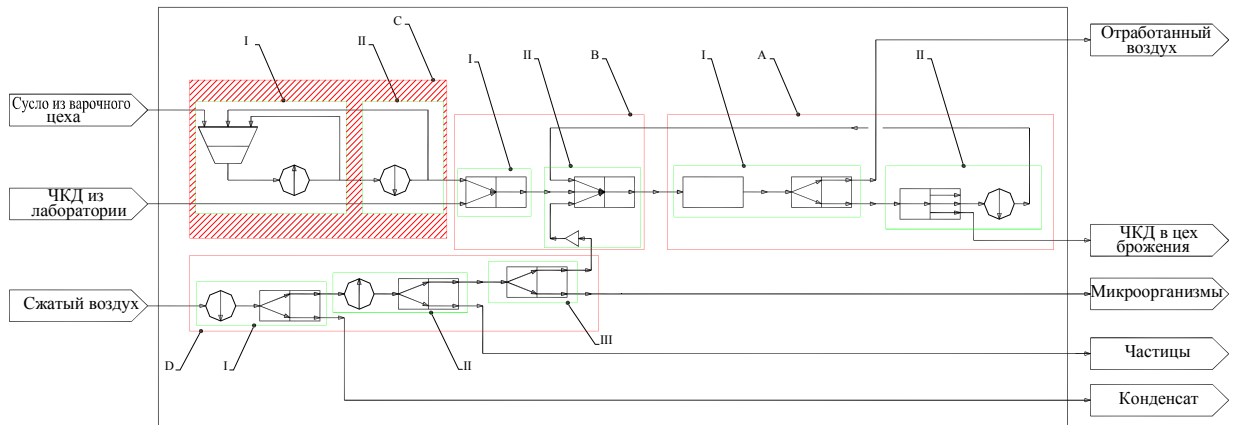 Сусло из варочного
цеха
ЧКД из
лаборатории
Сжатый воздух
I
II
C
I
II
B
I
A
II
D
I
II
III
Отработанный
воздух
ЧКД в цех
брожения
Микроорганизмы
Частицы
Конденсат